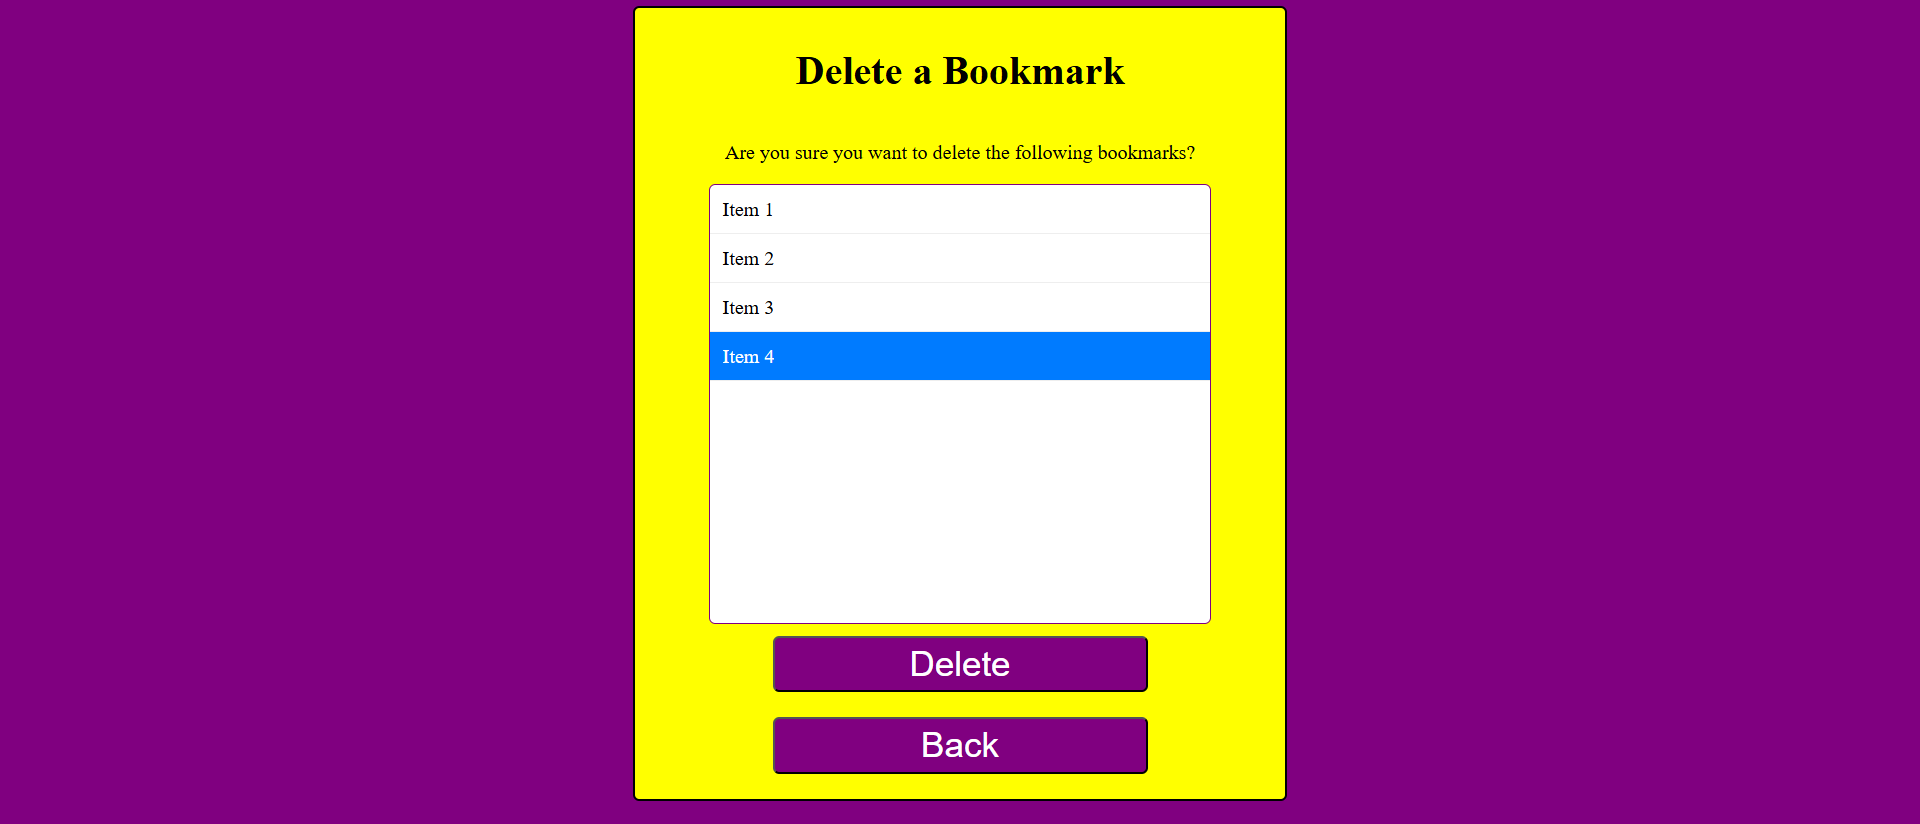 Delete a Bookmark
Are you sure you want to delete the following bookmarks?
Item 1
Item 2
Item 3
Item 4
Delete
Back